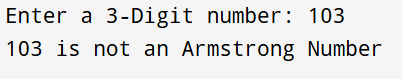 Enter a 3-Digit number: 103
103 is not an Armstrong Number